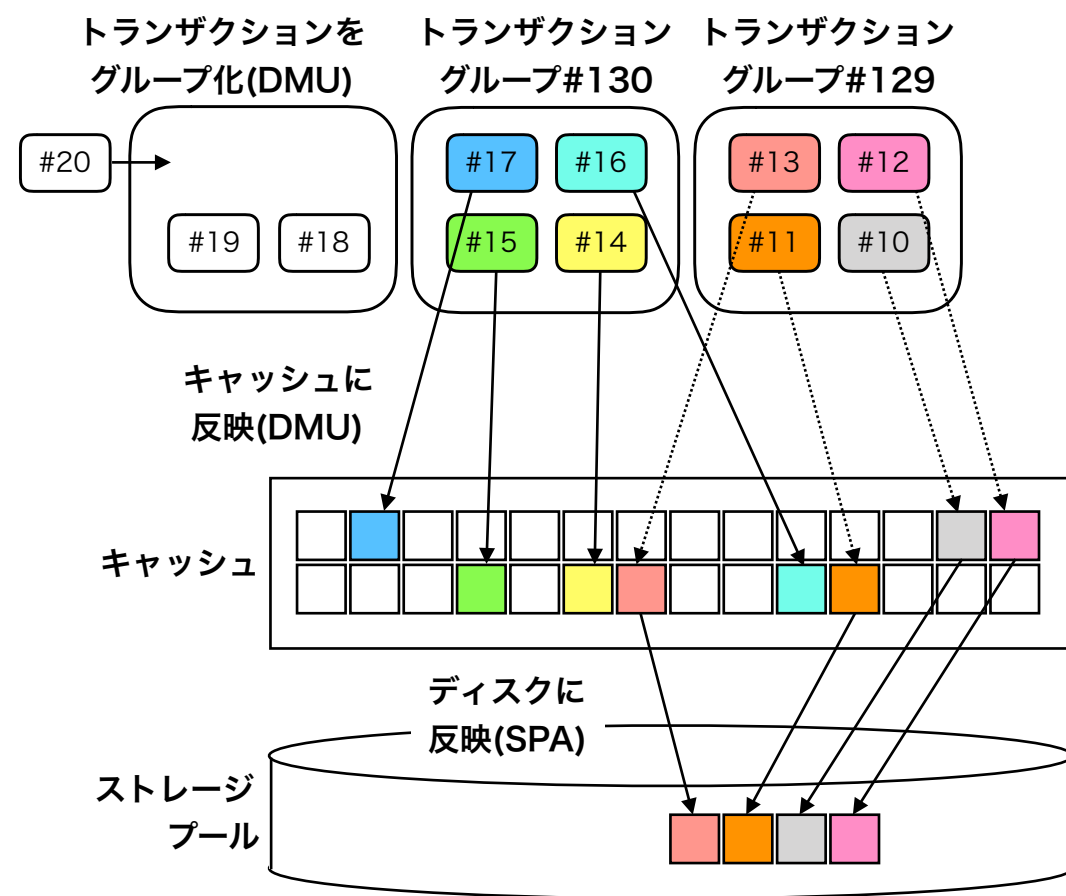 トランザクションを
グループ化(DMU)
トランザクション
グループ#130
トランザクション
グループ#129
#20
#19
#18
#17
#16
#15
#14
#13
#12
#11
#10
キャッシュに
反映(DMU)
キャッシュ
ディスクに
反映(SPA)
ストレージ
プール